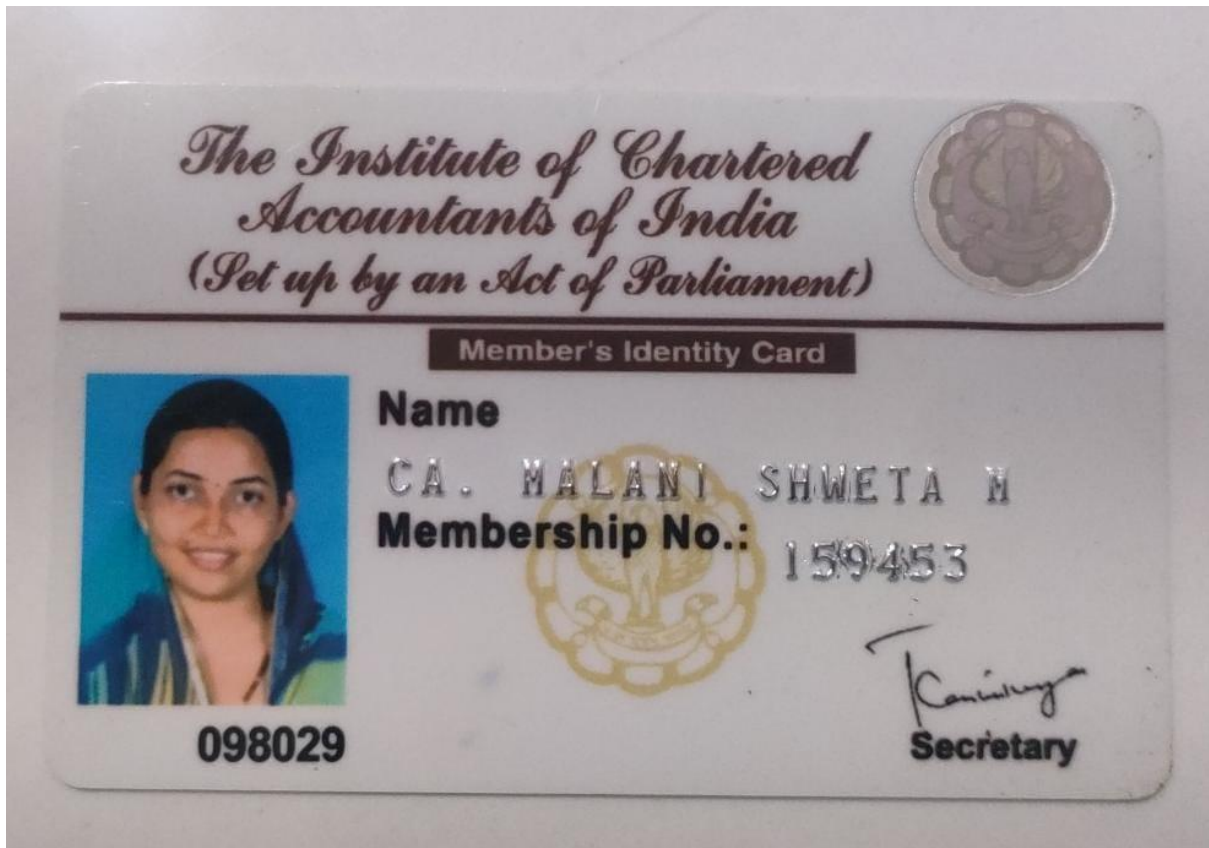 The Institute of Chartered
Accountants of India
(Set up by an Act of Parliament)
Member's Identity Card
Name
CA. MALANI SHWETA M
Membership No.: 159453
098029
Secretary